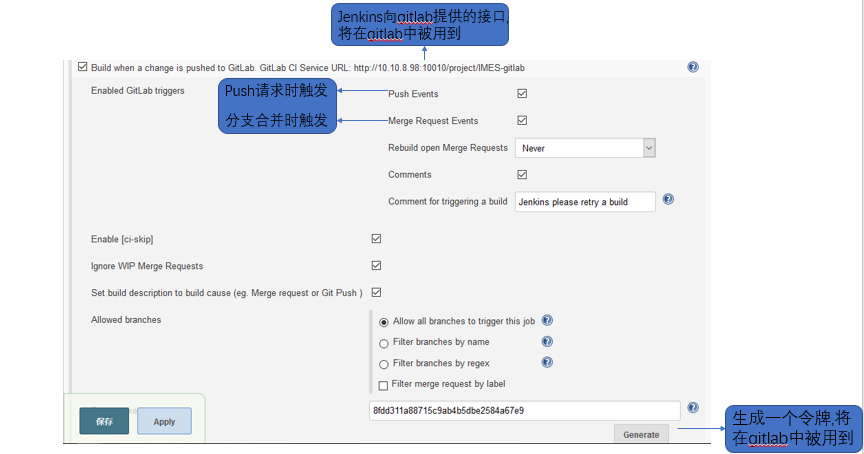 Jenkins向gitlab提供的接口,
将在gitlab中被用到
Build when a change is pushed to GitLab. GitLab CI Service URL: http://10.10.8.98:10010/project/IMES-gitlab
Enabled GitLab triggers
Push请求时触发
Push Events
分支合并时触发
Merge Request Events
Rebuild open Merge Requests
Never
Comments
Comment for triggering a build
Jenkins please retry a build
Enable [ci-skip]
Ignore WIP Merge Requests
Set build description to build cause (eg. Merge request or Git Push )
Allowed branches
Allow all branches to trigger this job
Filter branches by name
Filter branches by regex
Filter merge request by label
8fdd311a88715c9ab4b5dbe2584a67e9
保存
Apply
Generate
生成一个令牌,将
在gitlab中被用到